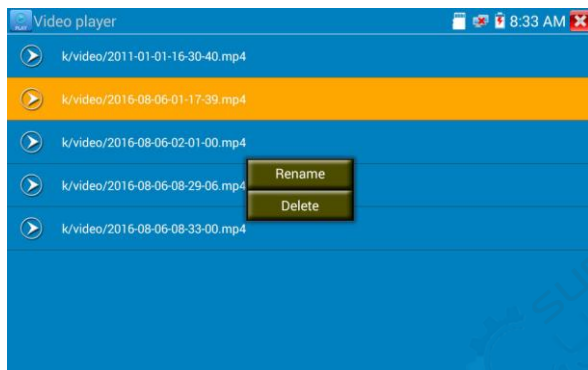 Video player
8:33 AM
k/video/2011-01-01-16-30-40.mp4
k/video/2016-08-06-01-17-39.mp4
k/video/2016-08-06-02-01-00.mp4
k/video/2016-08-06-08-29-06.mp4
k/video/2016-08-06-08-33-00.mp4
Rename
Delete